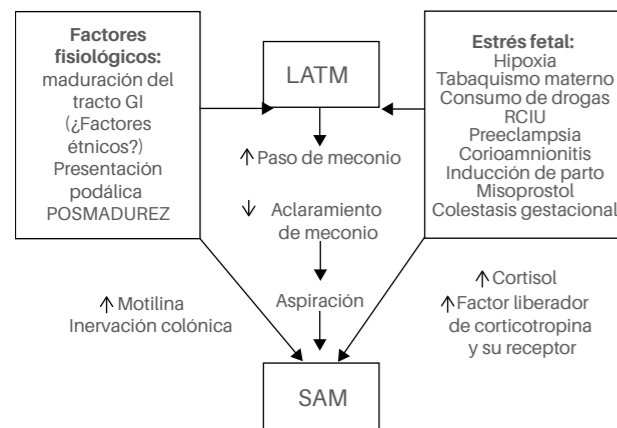 Factores
fisiológicos:
maduración del
tracto GI
(¿Factores
étnicos?)
Presentación
podálica
POSMADUREZ
LATM
Estrés fetal:
Hipoxia
Tabaquismo materno
Consumo de drogas
RCIU
Preeclampsia
Corioamnionitis
Inducción de parto
Misoprostol
Colestasis gestacional
↑ Paso de meconio
↓ Aclaramiento
de meconio
Aspiración
↑ Motilina
Inervación colónica
↑ Cortisol
↑ Factor liberador
de corticotropina
y su receptor
SAM